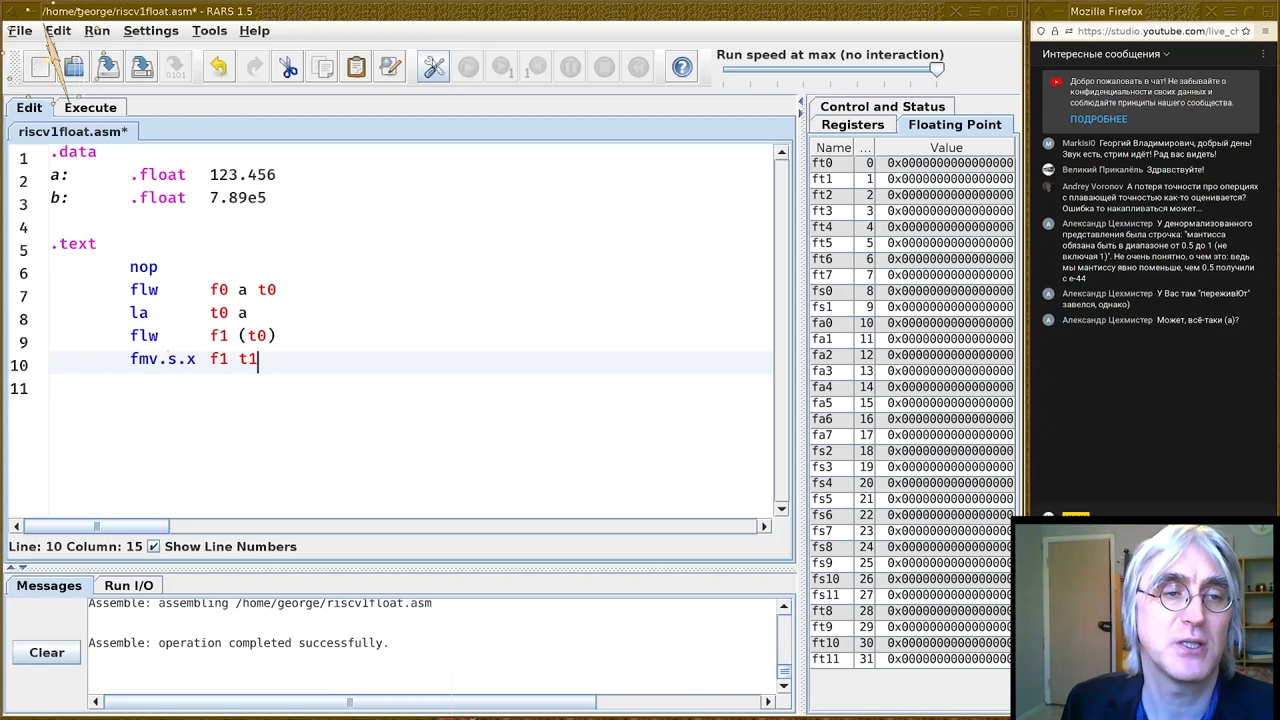 /home/george/riscv1float.asm* - RARS 1.5
File Edit Run Settings Tools Help
Run speed at max (no interaction)
Edit Execute
riscv1float.asm*
1 .data
2 a: .float 123.456
3 b: .float 7.89e5
4
5 .text
6 nop
7 flw f0 a t0
8 la t0 a
9 flw f1 (t0)
10 fmv.s.x f1 t1
11
Line: 10 Column: 15 Show Line Numbers
Messages Run I/O
Assemble: assembling /home/george/riscv1float.asm
Assemble: operation completed successfully.
Clear
Control and Status
Registers Floating Point
Name ... Value
ft0 0 0x0000000000000000
ft1 1 0x0000000000000000
ft2 2 0x0000000000000000
ft3 3 0x0000000000000000
ft4 4 0x0000000000000000
ft5 5 0x0000000000000000
ft6 6 0x0000000000000000
ft7 7 0x0000000000000000
fs0 8 0x0000000000000000
fs1 9 0x0000000000000000
fa0 10 0x0000000000000000
fa1 11 0x0000000000000000
fa2 12 0x0000000000000000
fa3 13 0x0000000000000000
fa4 14 0x0000000000000000
fa5 15 0x0000000000000000
fa6 16 0x0000000000000000
fa7 17 0x0000000000000000
fs2 18 0x0000000000000000
fs3 19 0x0000000000000000
fs4 20 0x0000000000000000
fs5 21 0x0000000000000000
fs6 22 0x0000000000000000
fs7 23 0x0000000000000000
fs8 24 0x0000000000000000
fs9 25 0x0000000000000000
fs10 26 0x0000000000000000
fs11 27 0x0000000000000000
ft8 28 0x0000000000000000
ft9 29 0x0000000000000000
ft10 30 0x0000000000000000
ft11 31 0x0000000000000000
Mozilla Firefox
https://studio.youtube.com/live_ch
Интересные сообщения
Добро пожаловать в чат! Не забывайте о
конфиденциальности своих данных и
соблюдайте принципы нашего сообщества.
ПОДРОБНЕЕ
MarkisI0 Георгий Владимирович, добрый день!
Звук есть, стрим идёт! Рад вас видеть!
Великий Прикалёль Здравствуйте!
Andrey Voronov А потеря точности про оперциях
с плавающей точностью как-то оценивается?
Ошибка то накапливаться может...
Александр Цехмистер У денормализованного
представления была строчка: "мантисса
обязана быть в диапазоне от 0.5 до 1 (не
включая 1)". Не очень понятно, о чем это: ведь
мы мантиссу явно поменьше, чем 0.5 получили
с e-44
Александр Цехмистер У Вас там "переживЮт"
завелся, однако)
Александр Цехмистер Может, всё-таки (а)?